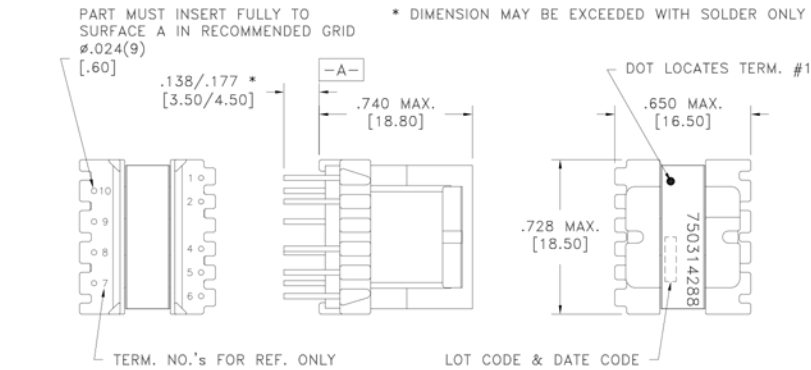 PART MUST INSERT FULLY TO
SURFACE A IN RECOMMENDED GRID
ø.024(9)
[.60]
* DIMENSION MAY BE EXCEEDED WITH SOLDER ONLY
.138/.177 *
[3.50/4.50]
-A-
.740 MAX.
[18.80]
DOT LOCATES TERM. #1
.650 MAX.
[16.50]
.728 MAX.
[18.50]
10
9
8
7
1
2
4
5
6
750314288
TERM. NO.'s FOR REF. ONLY
LOT CODE & DATE CODE